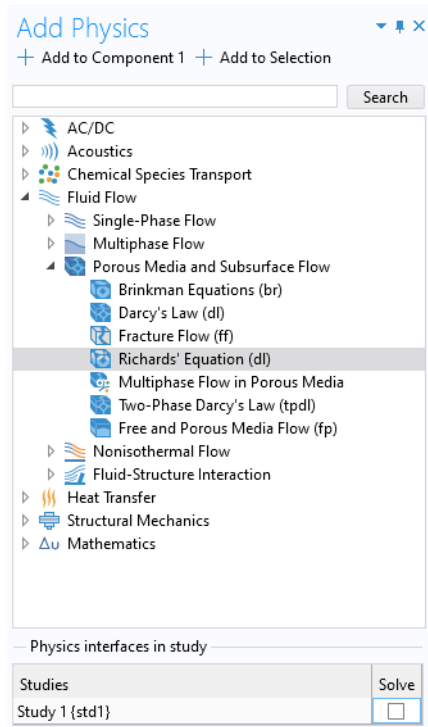 Add Physics
+ Add to Component 1 + Add to Selection
Search
AC/DC
Acoustics
Chemical Species Transport
Fluid Flow
Single-Phase Flow
Multiphase Flow
Porous Media and Subsurface Flow
Brinkman Equations (br)
Darcy's Law (dl)
Fracture Flow (ff)
Richards' Equation (dl)
Multiphase Flow in Porous Media
Two-Phase Darcy's Law (tpdl)
Free and Porous Media Flow (fp)
Nonisothermal Flow
Fluid-Structure Interaction
Heat Transfer
Structural Mechanics
Δu Mathematics
Physics interfaces in study
Studies Solve
Study 1 {std1}